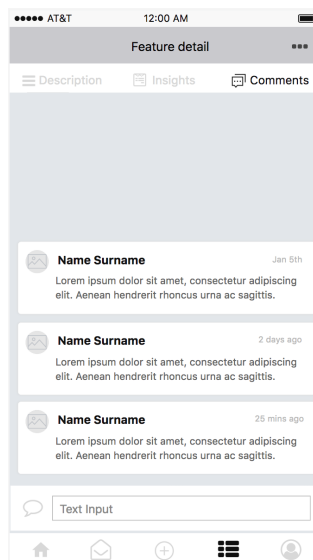 AT&T 12:00 AM
Feature detail
Description Insights Comments
Name Surname Jan 5th
Lorem ipsum dolor sit amet, consectetur adipiscing
elit. Aenean hendrerit rhoncus urna ac sagittis.
Name Surname 2 days ago
Lorem ipsum dolor sit amet, consectetur adipiscing
elit. Aenean hendrerit rhoncus urna ac sagittis.
Name Surname 25 mins ago
Lorem ipsum dolor sit amet, consectetur adipiscing
elit. Aenean hendrerit rhoncus urna ac sagittis.
Text Input